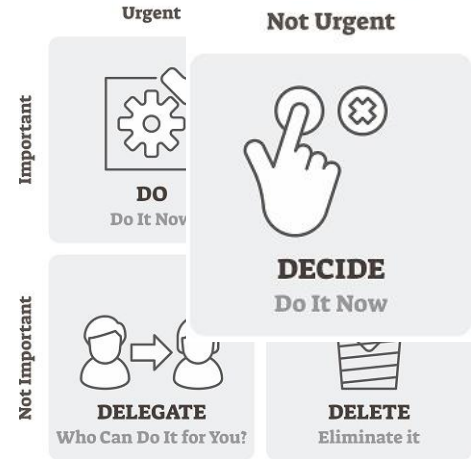 Urgent
Not Urgent
Important
DO
Do It Now
DECIDE
Do It Now
Not Important
DELEGATE
Who Can Do It for You?
DELETE
Eliminate it